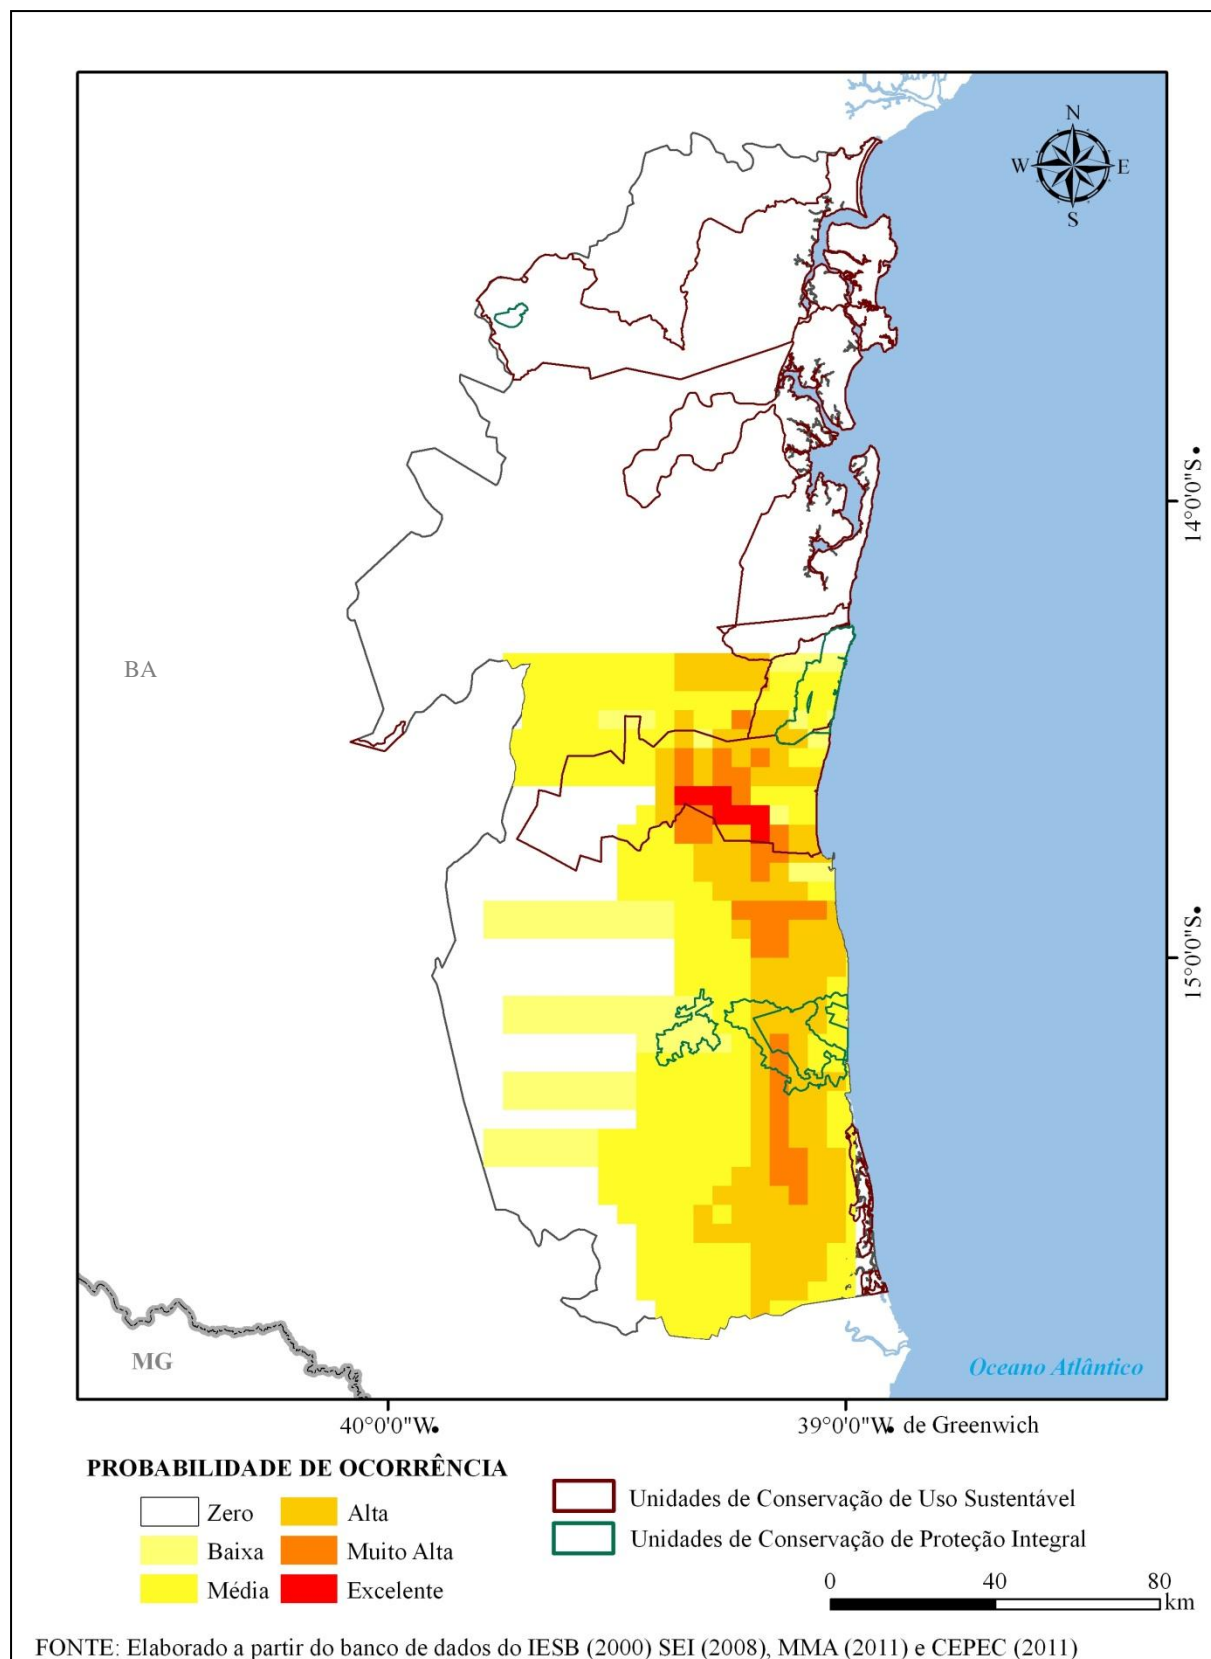 N
W E
S
14°0'0"S
BA
15°0'0"S
MG
Oceano Atlântico
40°0'0"W 39°0'0"W de Greenwich
PROBABILIDADE DE OCORRÊNCIA
Zero
Baixa
Média
Alta
Muito Alta
Excelente
Unidades de Conservação de Uso Sustentável
Unidades de Conservação de Proteção Integral
0 40 80
km
FONTE: Elaborado a partir do banco de dados do IESB (2000) SEI (2008), MMA (2011) e CEPEC (2011)